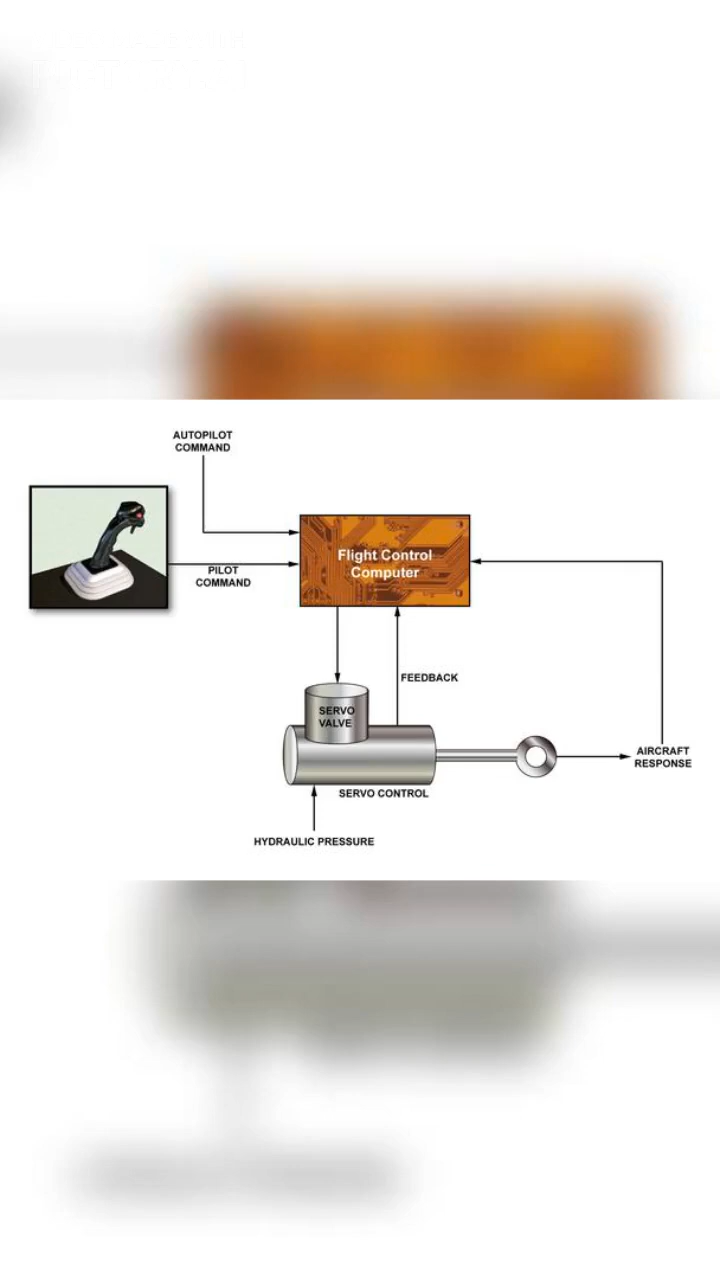 AUTOPILOT
COMMAND
Flight Control
Computer
PILOT
COMMAND
FEEDBACK
SERVO
VALVE
AIRCRAFT
RESPONSE
SERVO CONTROL
HYDRAULIC PRESSURE